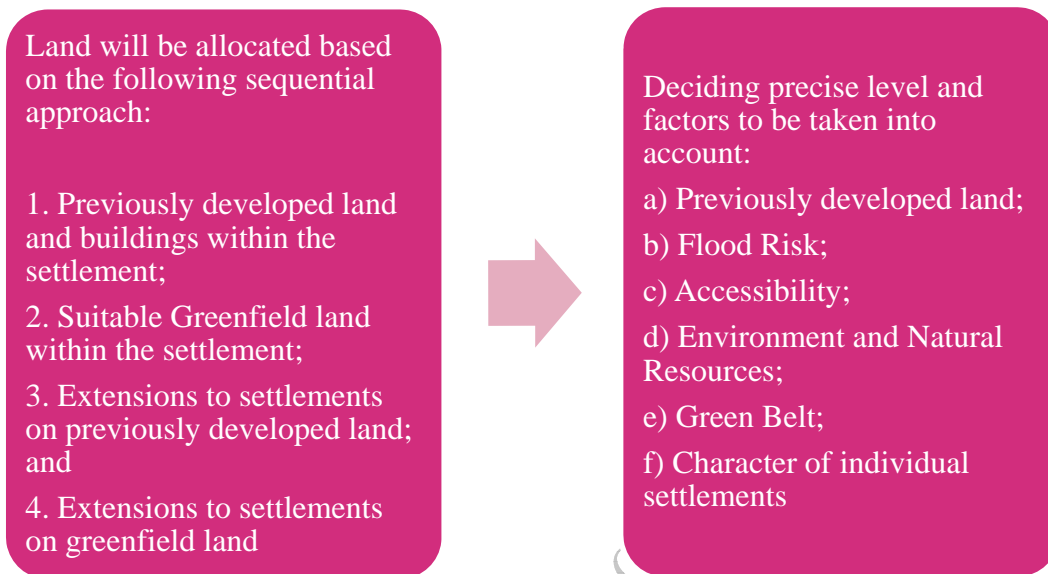 Land will be allocated based
on the following sequential
approach:
1. Previously developed land
and buildings within the
settlement;
2. Suitable Greenfield land
within the settlement;
3. Extensions to settlements
on previously developed land;
and
4. Extensions to settlements
on greenfield land
Deciding precise level and
factors to be taken into
account:
a) Previously developed land;
b) Flood Risk;
c) Accessibility;
d) Environment and Natural
Resources;
e) Green Belt;
f) Character of individual
settlements